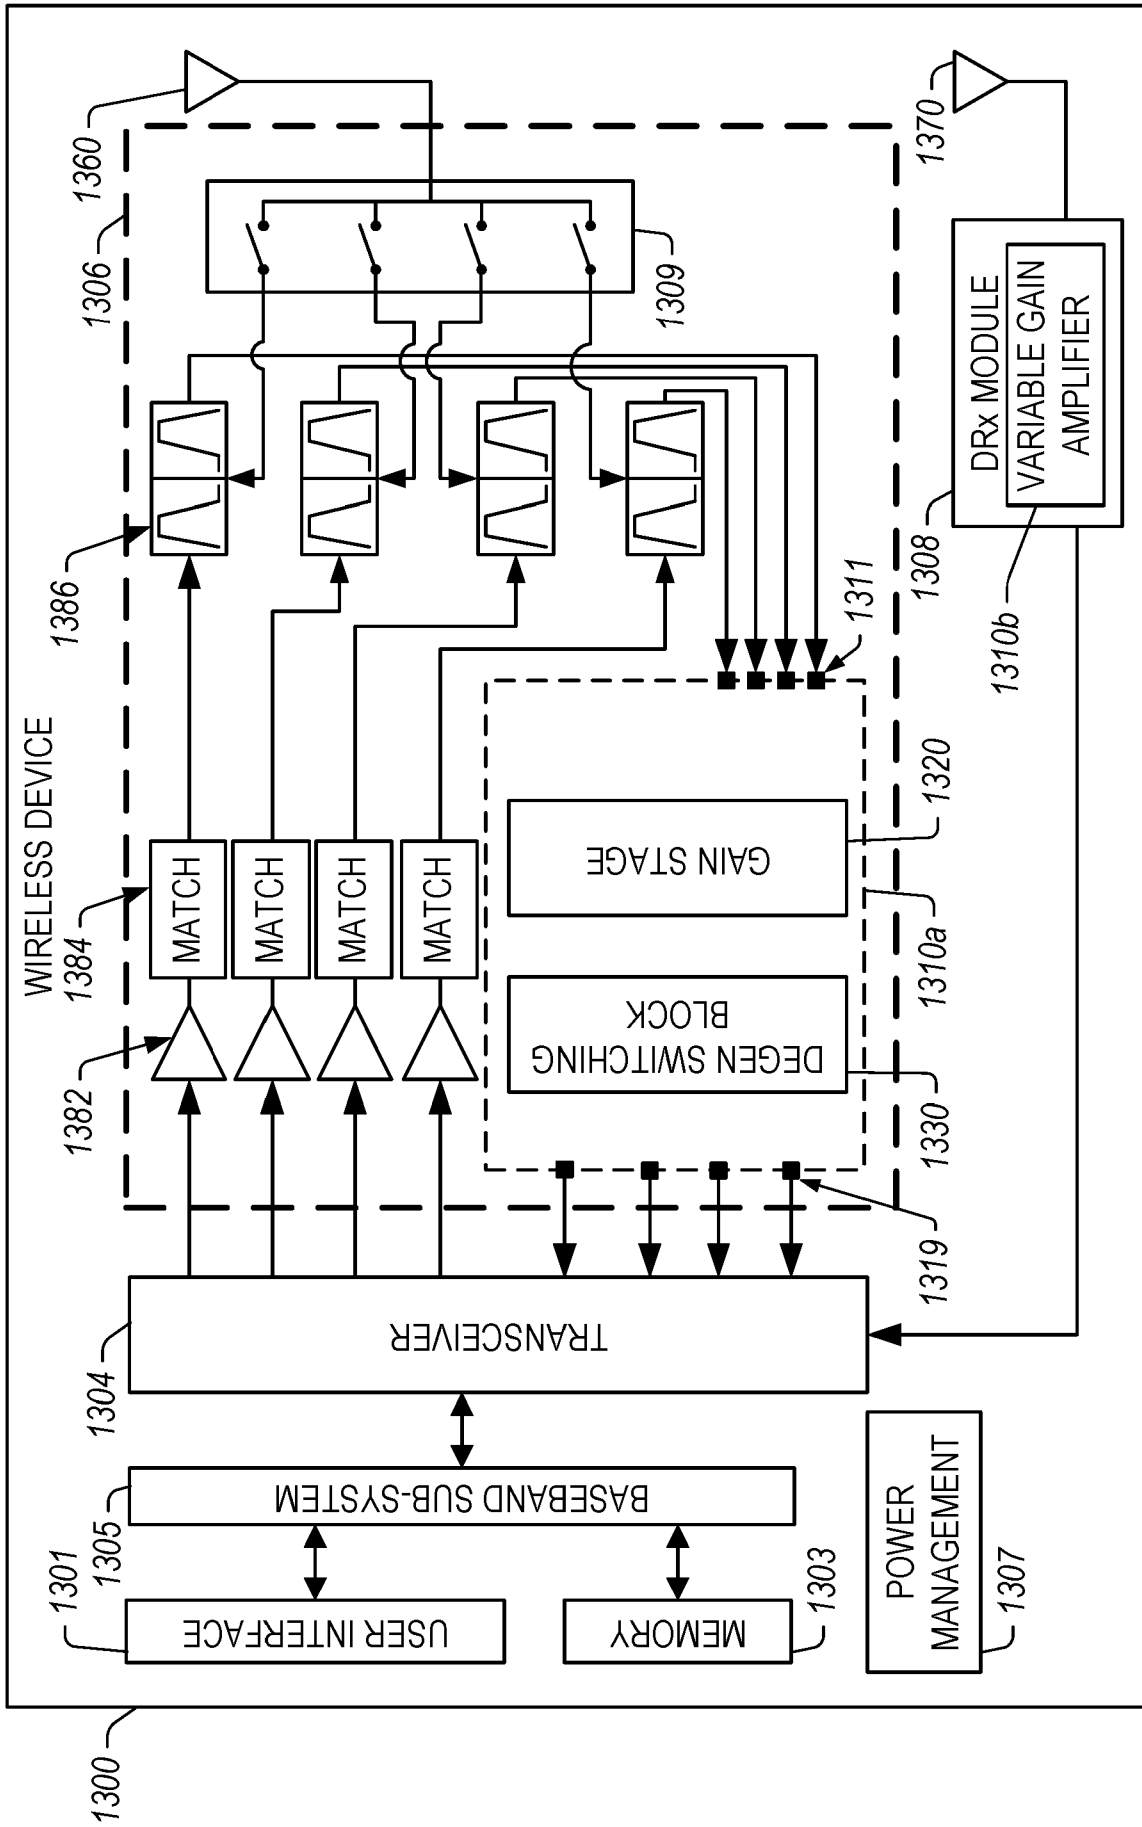 WIRELESS DEVICE
1300
1301
USER INTERFACE
1303
MEMORY
1305
BASEBAND SUB-SYSTEM
1307
POWER
MANAGEMENT
1304
TRANSCEIVER
1306
1382
1384
MATCH
MATCH
MATCH
MATCH
1386
1360
1309
1319
1330
DEGEN SWITCHING
BLOCK
1310a
1320
GAIN STAGE
1311
1308
DRx MODULE
VARIABLE GAIN
AMPLIFIER
1310b
1370